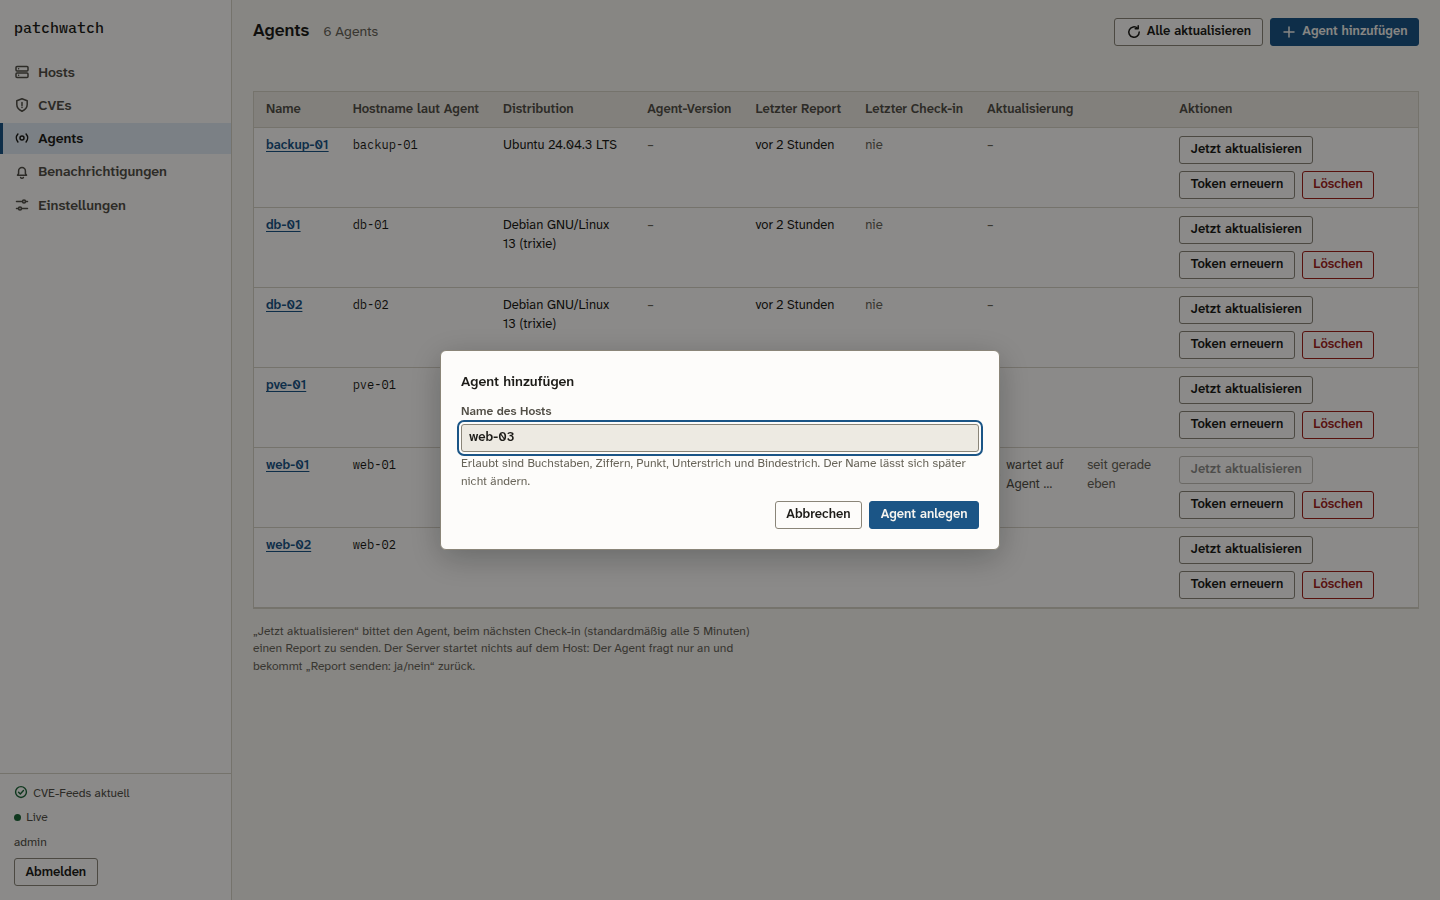 patchwatch
Hosts
CVEs
Agents
Benachrichtigungen
Einstellungen
CVE-Feeds aktuell
Live
admin
Abmelden
Agents 6 Agents
Alle aktualisieren
Agent hinzufügen
Name Hostname laut Agent Distribution Agent-Version Letzter Report Letzter Check-in Aktualisierung Aktionen
backup-01 backup-01 Ubuntu 24.04.3 LTS – vor 2 Stunden nie – Jetzt aktualisieren
Token erneuern Löschen
db-01 db-01 Debian GNU/Linux – vor 2 Stunden nie – Jetzt aktualisieren
13 (trixie)
Token erneuern Löschen
db-02 db-02 Debian GNU/Linux – vor 2 Stunden nie – Jetzt aktualisieren
13 (trixie)
Token erneuern Löschen
pve-01 pve-01 Jetzt aktualisieren
Token erneuern Löschen
web-01 web-01 wartet auf seit gerade Jetzt aktualisieren
Agent ... eben
Token erneuern Löschen
web-02 web-02 Jetzt aktualisieren
Token erneuern Löschen
Agent hinzufügen
Name des Hosts
web-03
Erlaubt sind Buchstaben, Ziffern, Punkt, Unterstrich und Bindestrich. Der Name lässt sich später
nicht ändern.
Abbrechen Agent anlegen
„Jetzt aktualisieren“ bittet den Agent, beim nächsten Check-in (standardmäßig alle 5 Minuten)
einen Report zu senden. Der Server startet nichts auf dem Host: Der Agent fragt nur an und
bekommt „Report senden: ja/nein“ zurück.